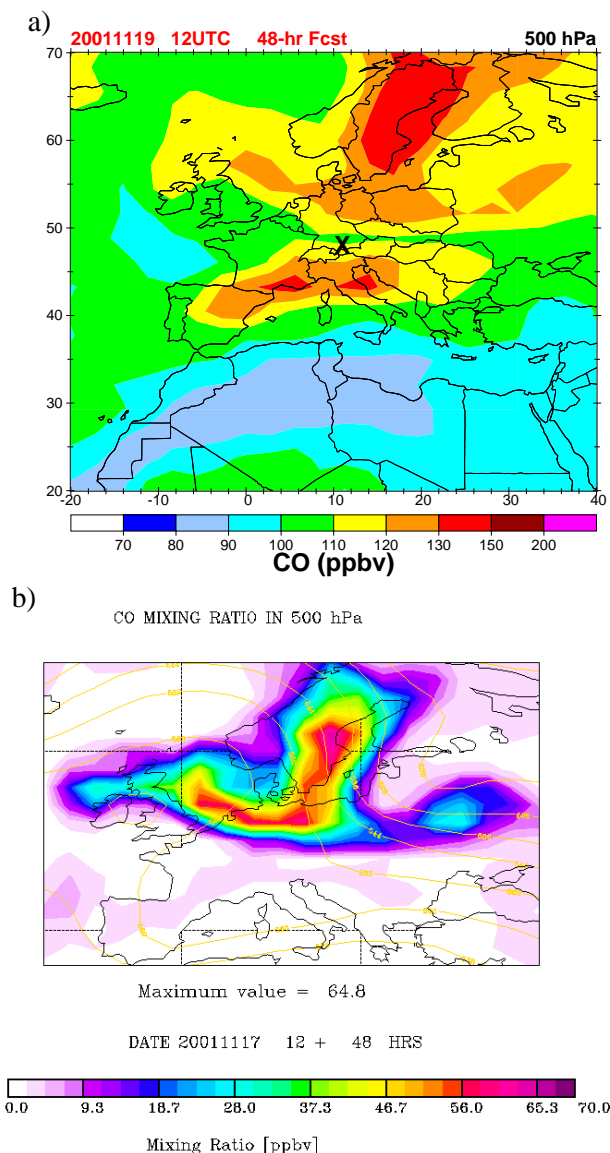 a)
20011119 12UTC 48-hr Fcst 500 hPa
70
60
50
40
30
20
-20 -10 0 10 20 30 40
X
70 80 90 100 110 120 130 150 200
CO (ppbv)
b)
CO MIXING RATIO IN 500 hPa
Maximum value = 64.8
DATE 20011117 12 + 48 HRS
0.0 9.3 18.7 28.0 37.3 46.7 56.0 65.3 70.0
Mixing Ratio [ppbv]